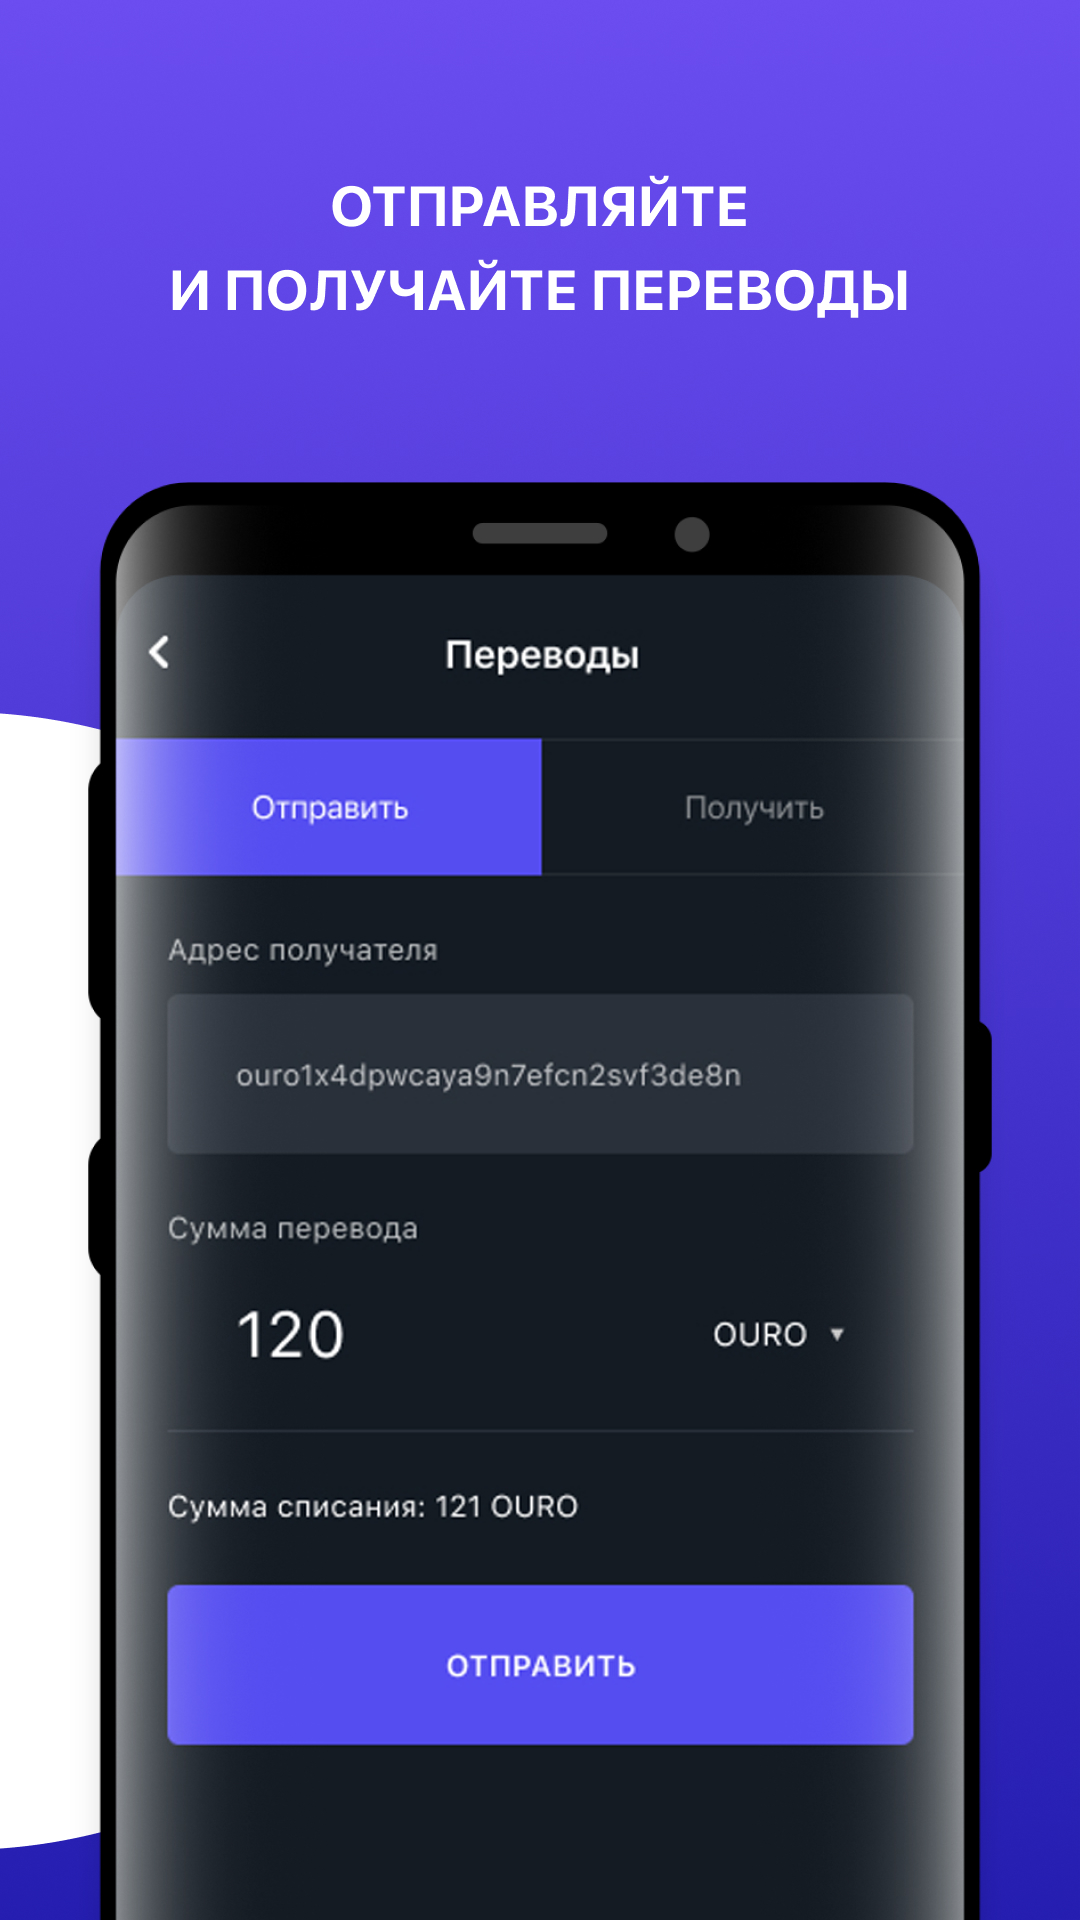 ОТПРАВЛЯЙТЕ
И ПОЛУЧАЙТЕ ПЕРЕВОДЫ
Переводы
Отправить
Получить
Адрес получателя
ouro1x4dpwcaya9n7efcn2svf3de8n
Сумма перевода
120
OURO
Сумма списания: 121 OURO
ОТПРАВИТЬ